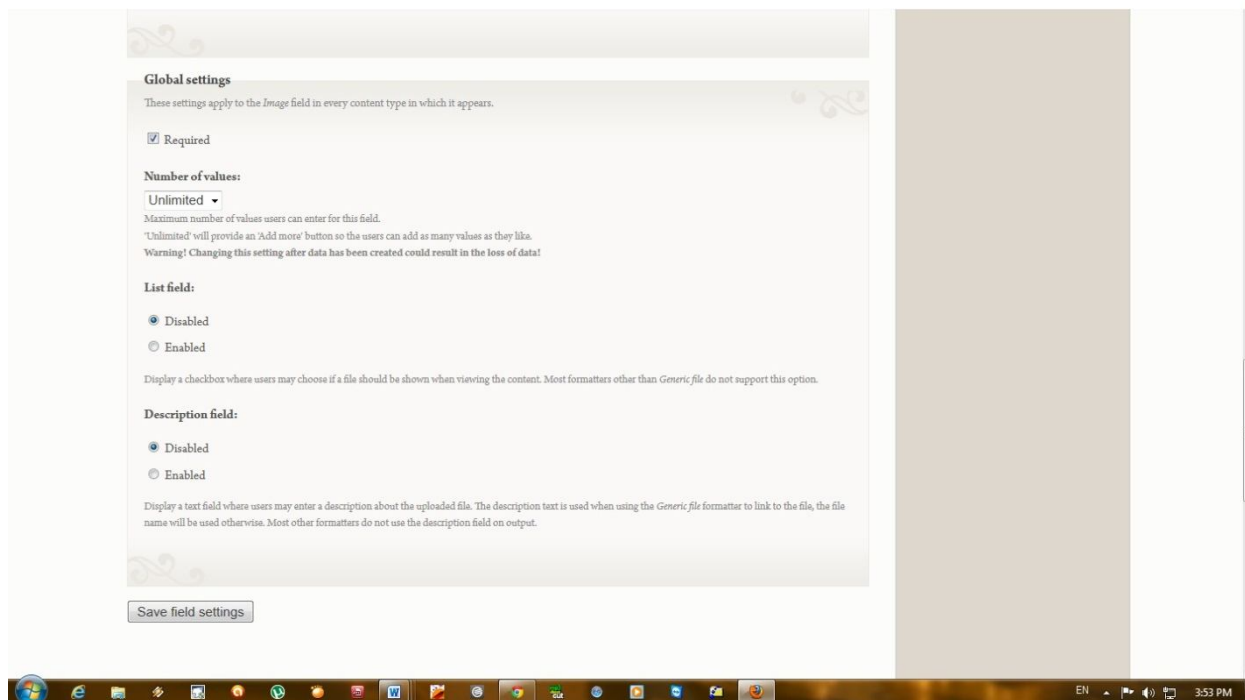 Global settings
These settings apply to the Image field in every content type in which it appears.
Required
Number of values:
Unlimited
Maximum number of values users can enter for this field.
'Unlimited' will provide an 'Add more' button so the users can add as many values as they like.
Warning! Changing this setting after data has been created could result in the loss of data!
List field:
Disabled
Enabled
Display a checkbox where users may choose if a file should be shown when viewing the content. Most formatters other than Generic file do not support this option.
Description field:
Disabled
Enabled
Display a text field where users may enter a description about the uploaded file. The description text is used when using the Generic file formatter to link to the file, the file
name will be used otherwise. Most other formatters do not use the description field on output.
Save field settings
EN 3:53 PM